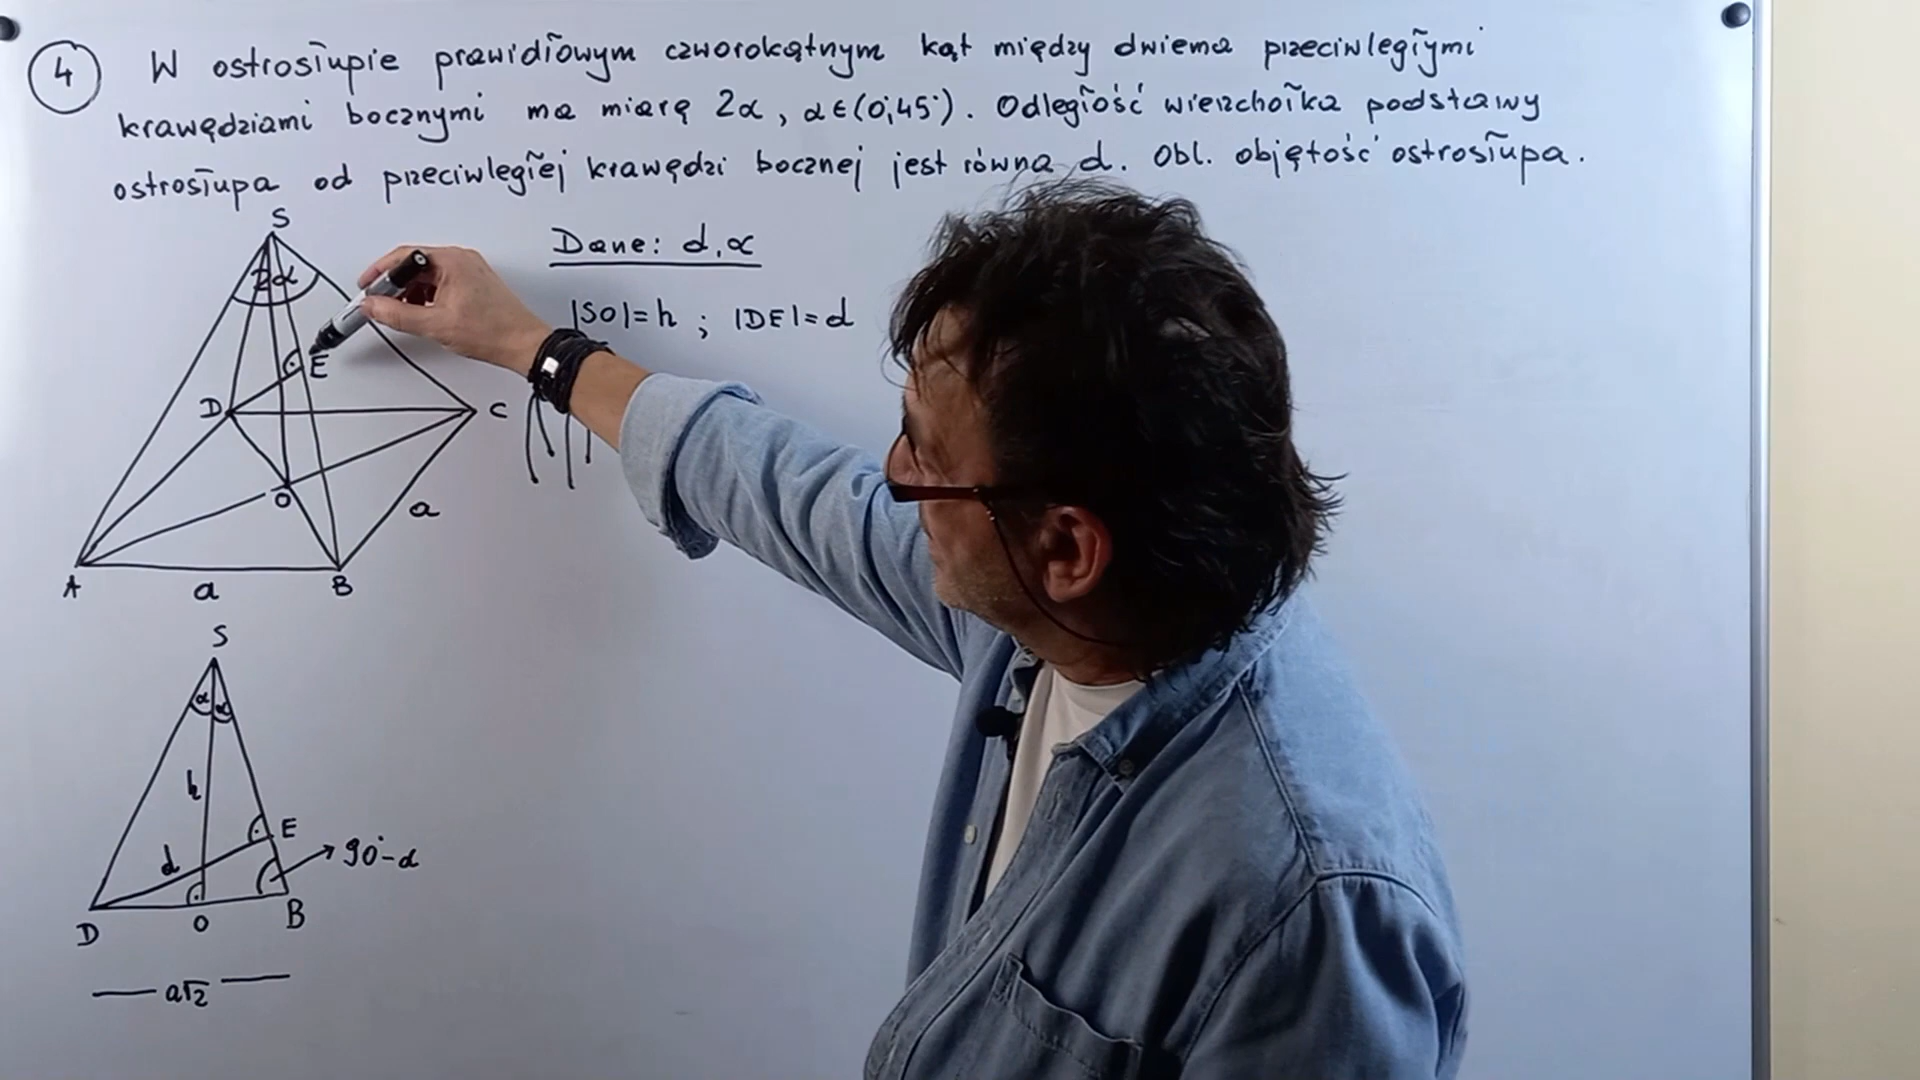 4 W ostrosłupie prawidłowym czworokątnym kąt między dwiema przeciwległymi
krawędziami bocznymi ma miarę 2α, α∈(0°,45°). Odległość wierzchołka podstawy
ostrosłupa od przeciwległej krawędzi bocznej jest równa d. Obl. objętość ostrosłupa.
S
2α
Dane: d, α
|SO|=h ; |DE|=d
E
D
C
O
a
A
a
B
S
α α
h
E
d
90°-α
D
O
B
a√2